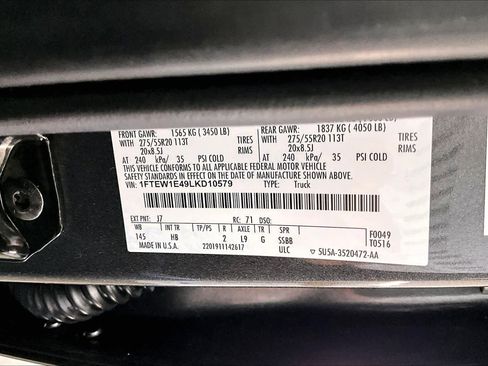 FRONT GAWR: 1565 KG (3450 LB) REAR GAWR: 1837 KG (4050 LB)
WITH 275/55R20 113T TIRES WITH 275/55R20 113T TIRES
20x8.5J RIMS 20x8.5J RIMS
AT 240 kPa/ 35 PSI COLD AT 240 kPa/ 35 PSI COLD
THIS VEHICLE CONFORMS TO ALL APPLICABLE FEDERAL MOTOR VEHICLE
SAFETY STANDARDS IN EFFECT ON THE DATE OF MANUFACTURE SHOWN ABOVE.
VIN: 1FTEW1E49LKD10579 TYPE: Truck
EXT PNT: J7 RC: 71 DSO:
WB INT TR TP/PS R AXLE TR SPR
145 HB 2 L9 G SSBB
F0049
T0516
MADE IN U.S.A. 2201911142617 ULC
5U5A-3520472-AA